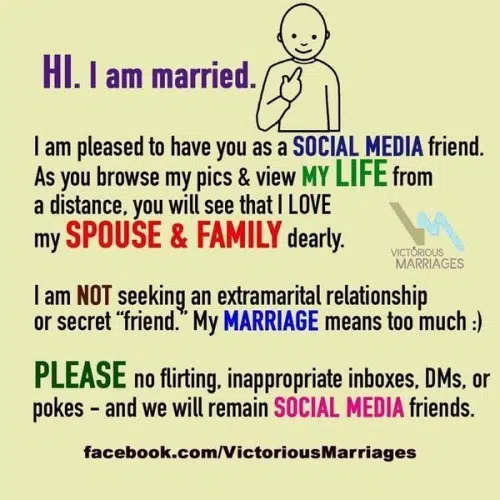 HI. I am married.
I am pleased to have you as a SOCIAL MEDIA friend.
As you browse my pics & view MY LIFE from
a distance, you will see that I LOVE
my SPOUSE & FAMILY dearly.
VM
VICTORIOUS
MARRIAGES
I am NOT seeking an extramarital relationship
or secret “friend.” My MARRIAGE means too much :)
PLEASE no flirting, inappropriate inboxes, DMs, or
pokes – and we will remain SOCIAL MEDIA friends.
facebook.com/VictoriousMarriages